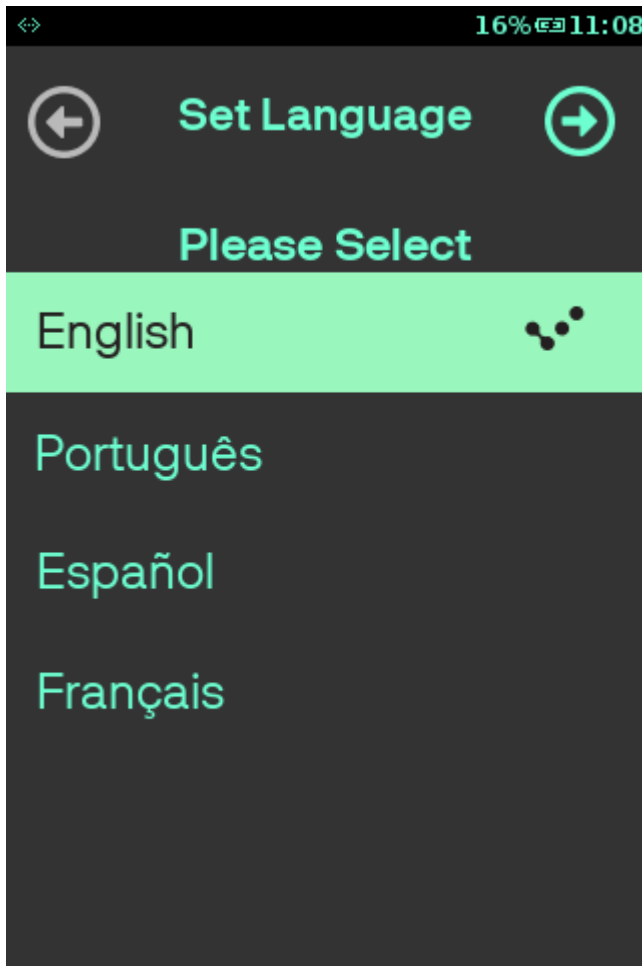 16% 11:08
Set Language
Please Select
English
Português
Español
Français